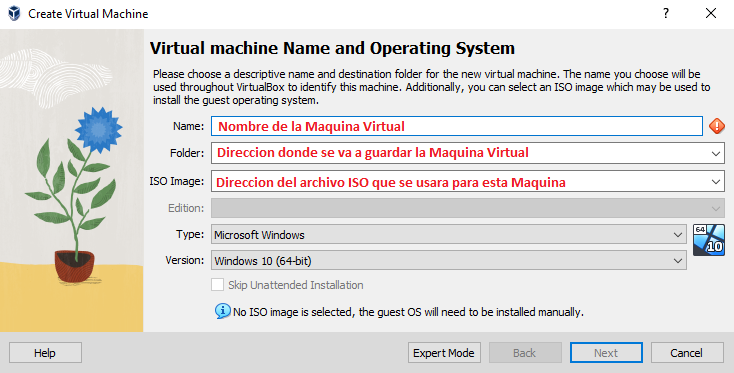 Create Virtual Machine
?
Virtual machine Name and Operating System
Please choose a descriptive name and destination folder for the new virtual machine. The name you choose will be
used throughout VirtualBox to identify this machine. Additionally, you can select an ISO image which may be used to
install the guest operating system.
Name: Nombre de la Maquina Virtual
Folder: Direccion donde se va a guardar la Maquina Virtual
ISO Image: Direccion del archivo ISO que se usara para esta Maquina
Edition:
Type: Microsoft Windows
64
10
Version: Windows 10 (64-bit)
Skip Unattended Installation
No ISO image is selected, the guest OS will need to be installed manually.
Help Expert Mode Back Next Cancel